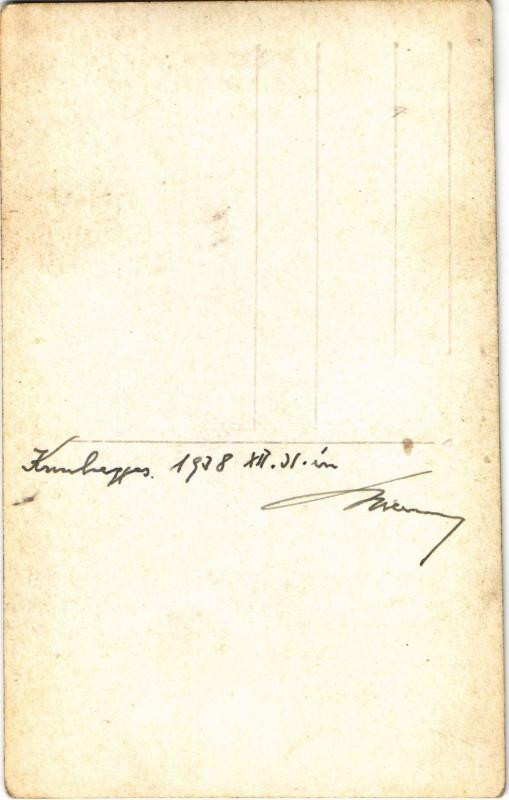 Kunhegyes. 1938 XII. 31.-én